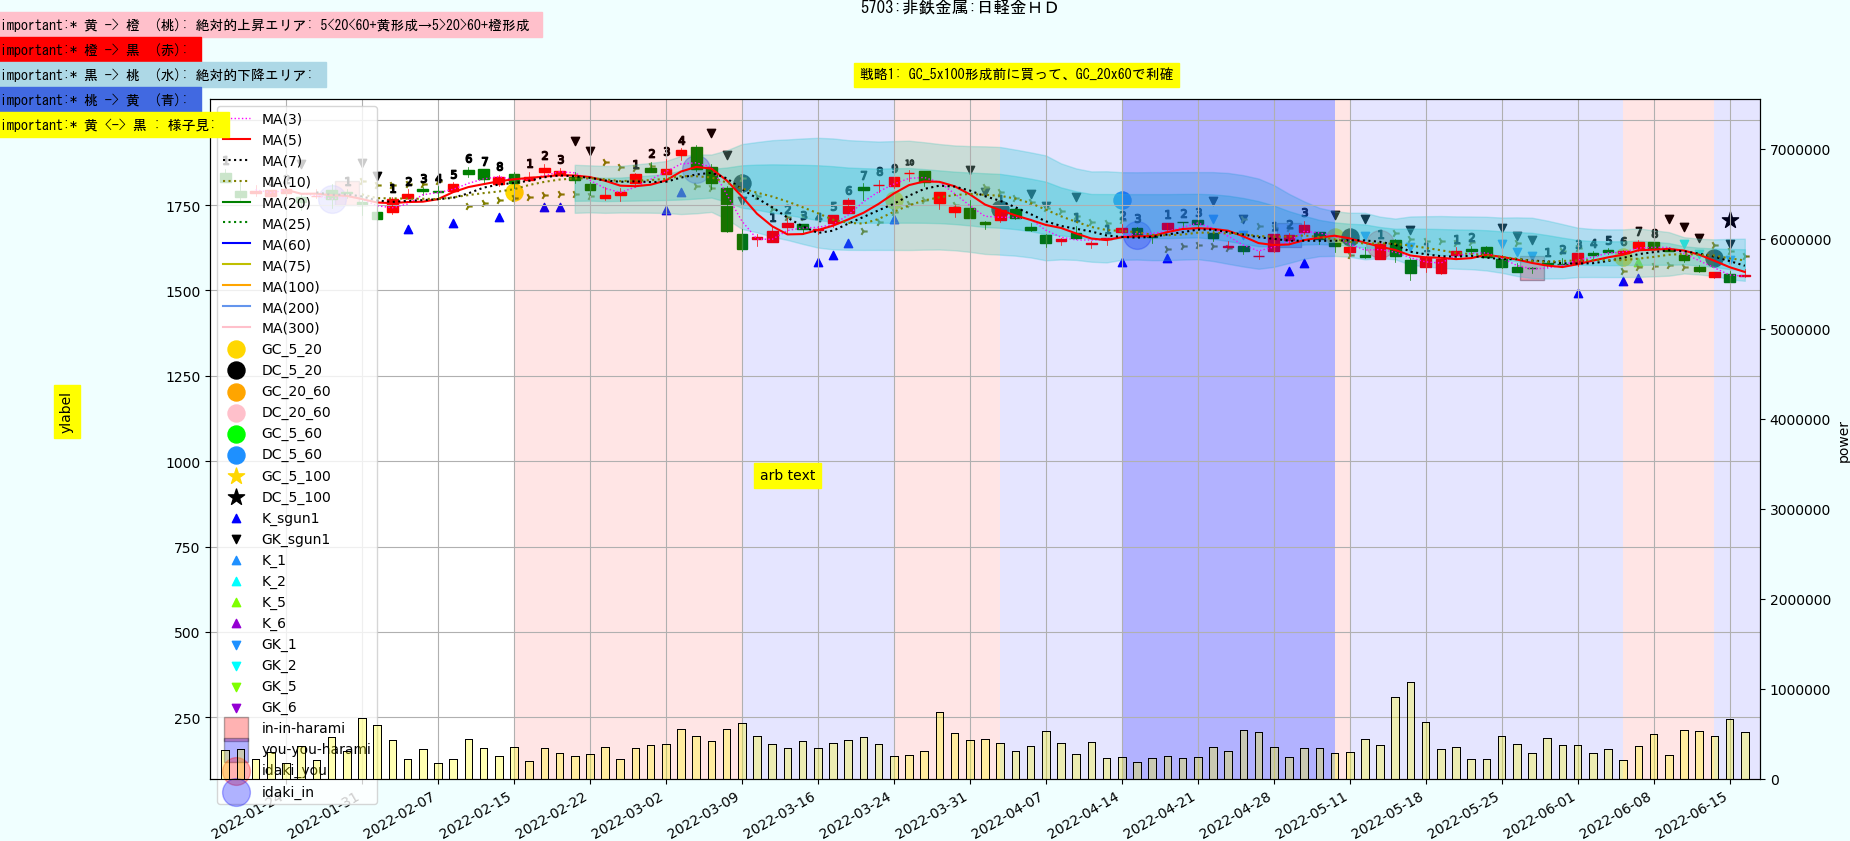 5703:非鉄金属:日軽金HD
important:* 黄 -> 橙 (桃): 絶対的上昇エリア: 5<20<60+黄形成→5>20>60+橙形成
important:* 橙 -> 黒 (赤):
important:* 黒 -> 桃 (水): 絶対的下降エリア:
important:* 桃 -> 黄 (青):
important:* 黄 <-> 黒 : 様子見:
戦略1: GC_5x100形成前に買って、GC_20x60で利確
MA(3)
MA(5)
MA(7)
MA(10)
MA(20)
MA(25)
MA(60)
MA(75)
MA(100)
MA(200)
MA(300)
GC_5_20
DC_5_20
GC_20_60
DC_20_60
GC_5_60
DC_5_60
GC_5_100
DC_5_100
K_sgun1
GK_sgun1
K_1
K_2
K_5
K_6
GK_1
GK_2
GK_5
GK_6
in-in-harami
you-you-harami
idaki_you
idaki_in
1750
1500
1250
1000
750
500
250
ylabel
arb text
7000000
6000000
5000000
4000000
3000000
2000000
1000000
0
power
2022-01-24
2022-01-31
2022-02-07
2022-02-15
2022-02-22
2022-03-02
2022-03-09
2022-03-16
2022-03-24
2022-03-31
2022-04-07
2022-04-14
2022-04-21
2022-04-28
2022-05-11
2022-05-18
2022-05-25
2022-06-01
2022-06-08
2022-06-15